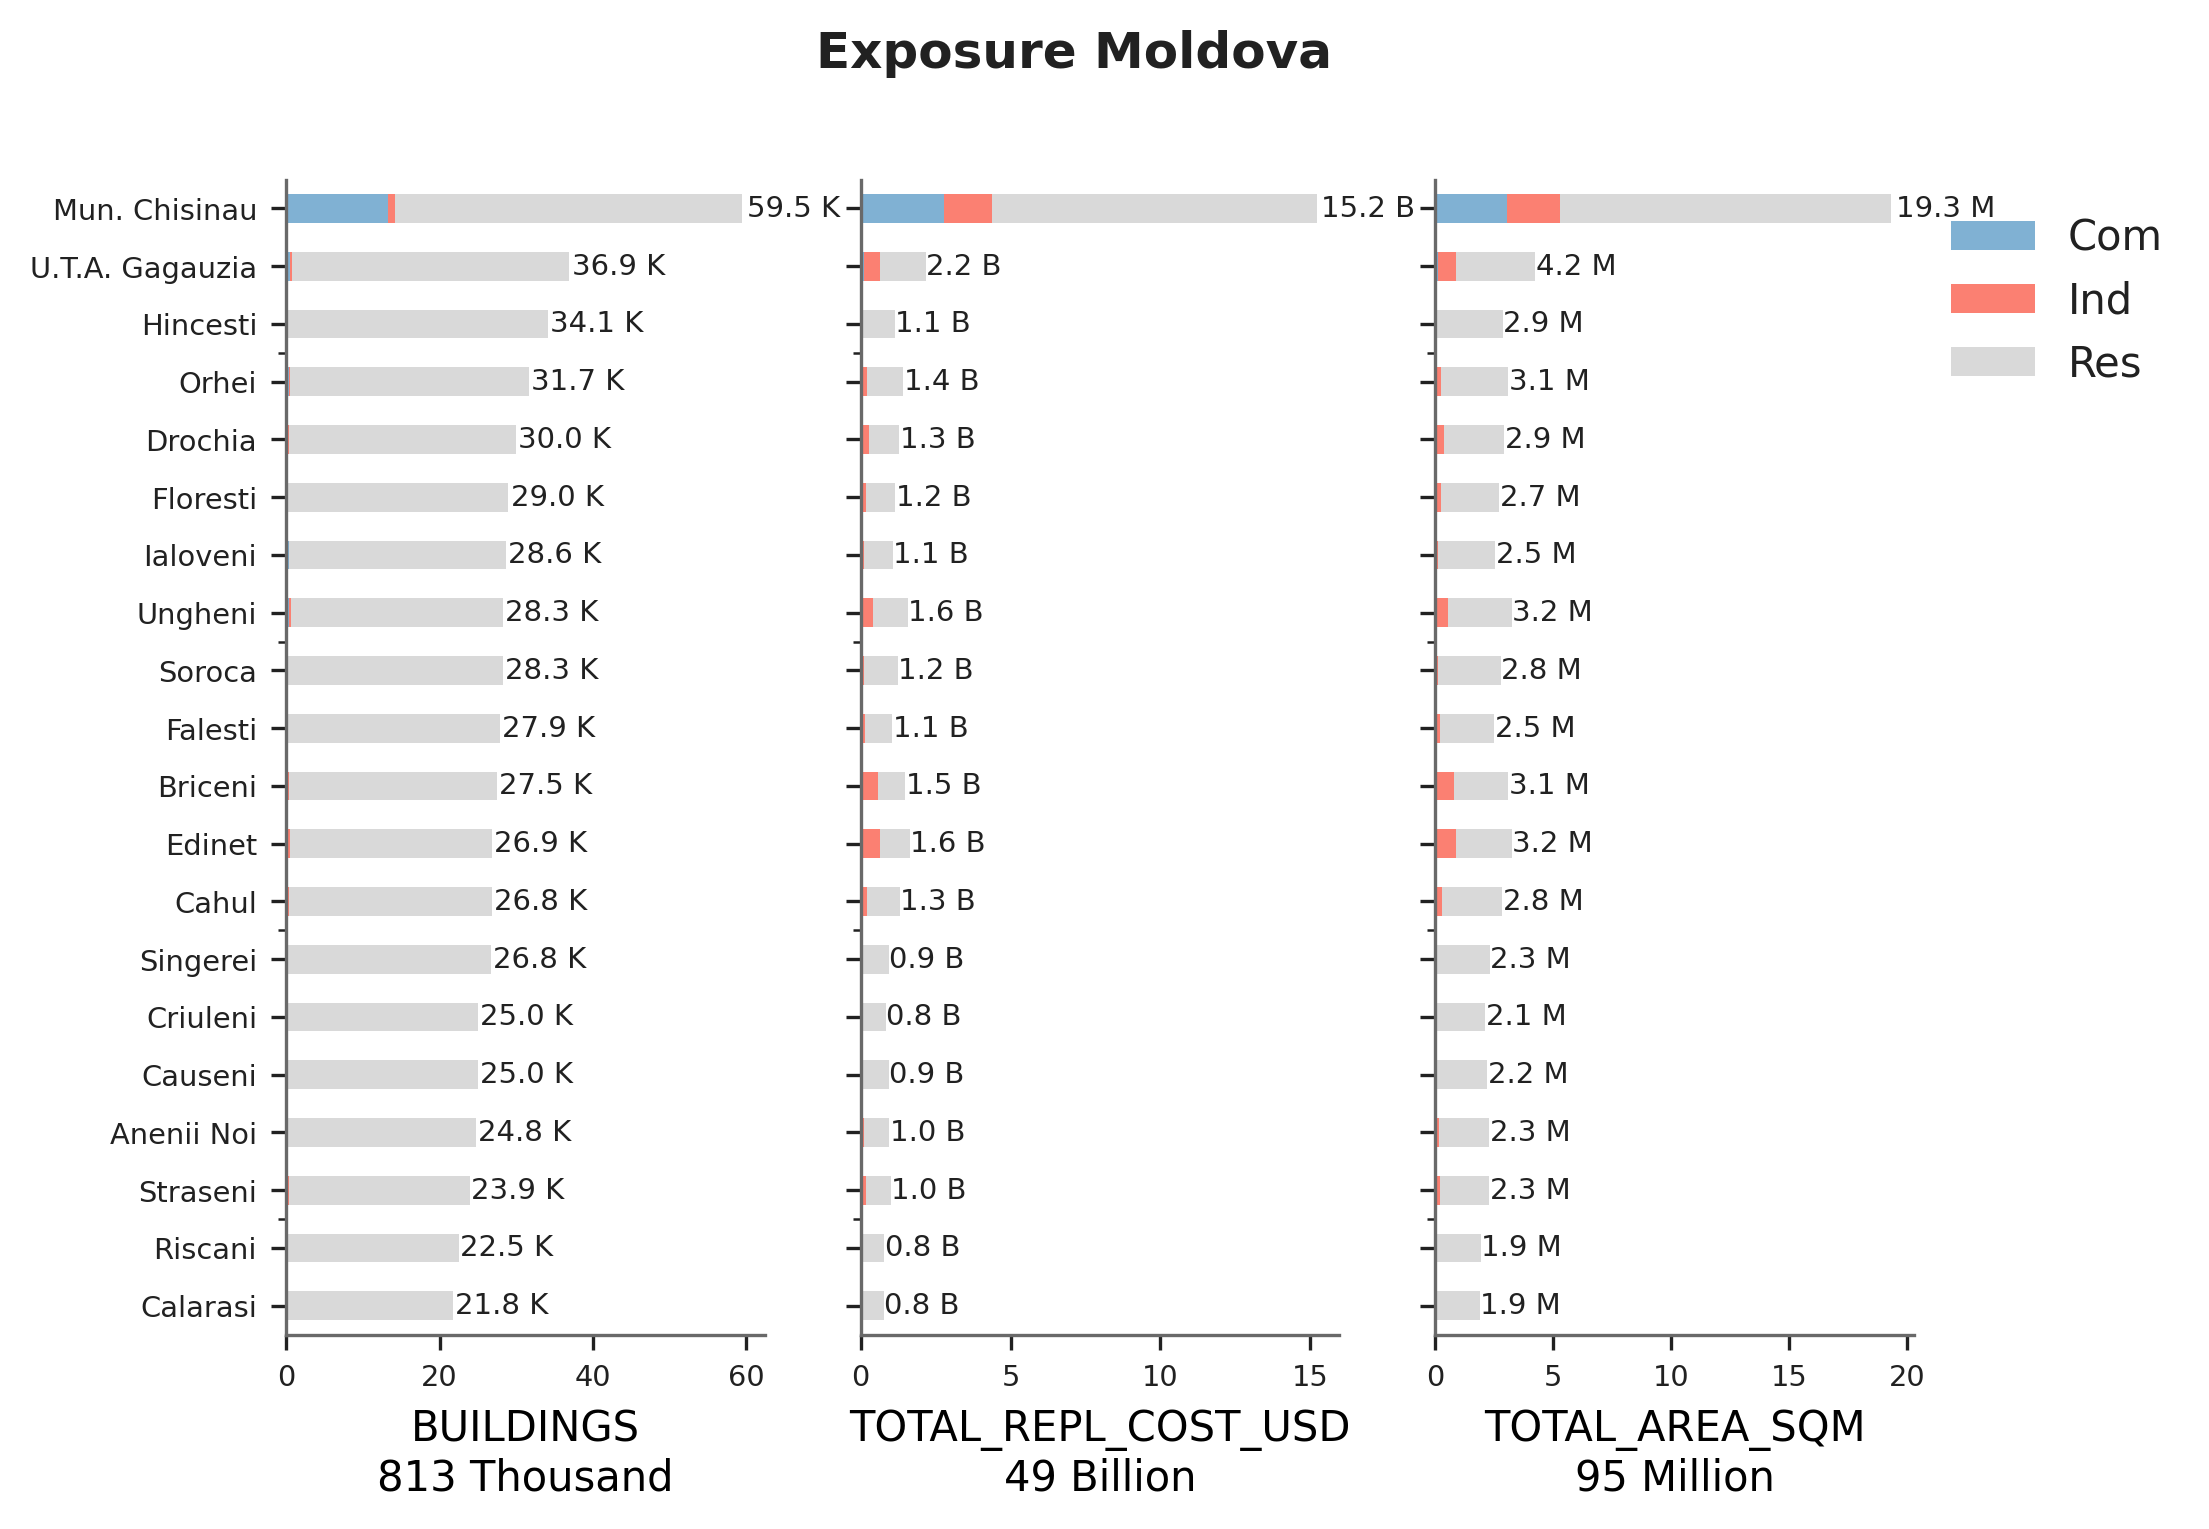 Exposure Moldova
Mun. Chisinau 59.5 K 15.2 B 19.3 M
U.T.A. Gagauzia 36.9 K 2.2 B 4.2 M
Hincesti 34.1 K 1.1 B 2.9 M
Orhei 31.7 K 1.4 B 3.1 M
Drochia 30.0 K 1.3 B 2.9 M
Floresti 29.0 K 1.2 B 2.7 M
Ialoveni 28.6 K 1.1 B 2.5 M
Ungheni 28.3 K 1.6 B 3.2 M
Soroca 28.3 K 1.2 B 2.8 M
Falesti 27.9 K 1.1 B 2.5 M
Briceni 27.5 K 1.5 B 3.1 M
Edinet 26.9 K 1.6 B 3.2 M
Cahul 26.8 K 1.3 B 2.8 M
Singerei 26.8 K 0.9 B 2.3 M
Criuleni 25.0 K 0.8 B 2.1 M
Causeni 25.0 K 0.9 B 2.2 M
Anenii Noi 24.8 K 1.0 B 2.3 M
Straseni 23.9 K 1.0 B 2.3 M
Riscani 22.5 K 0.8 B 1.9 M
Calarasi 21.8 K 0.8 B 1.9 M
0 20 40 60 0 5 10 15 0 5 10 15 20
BUILDINGS TOTAL_REPL_COST_USD TOTAL_AREA_SQM
813 Thousand 49 Billion 95 Million
Com
Ind
Res